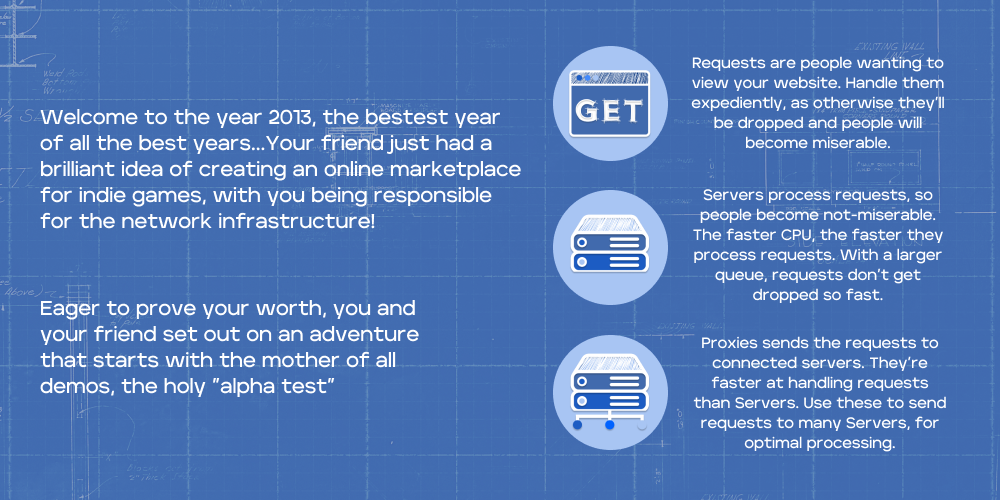 Welcome to the year 2013, the bestest year
of all the best years...Your friend just had a
brilliant idea of creating an online marketplace
for indie games, with you being responsible
for the network infrastructure!
Eager to prove your worth, you and
your friend set out on an adventure
that starts with the mother of all
demos, the holy "alpha test"
GET
Requests are people wanting to
view your website. Handle them
expediently, as otherwise they'll
be dropped and people will
become miserable.
Servers process requests, so
people become not-miserable.
The faster CPU, the faster they
process requests. With a larger
queue, requests don't get
dropped so fast.
Proxies sends the requests to
connected servers. They're
faster at handling requests
than Servers. Use these to send
requests to many Servers, for
optimal processing.
EXISTING WALL